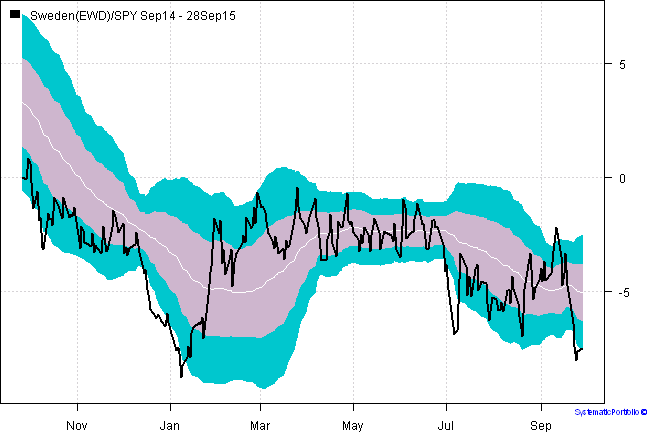 Sweden(EWD)/SPY Sep14 - 28Sep15
5
0
-5
Nov Jan Mar May Jul Sep
SystematicPortfolio ©